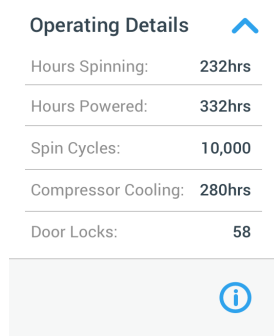 Operating Details
Hours Spinning: 232hrs
Hours Powered: 332hrs
Spin Cycles: 10,000
Compressor Cooling: 280hrs
Door Locks: 58